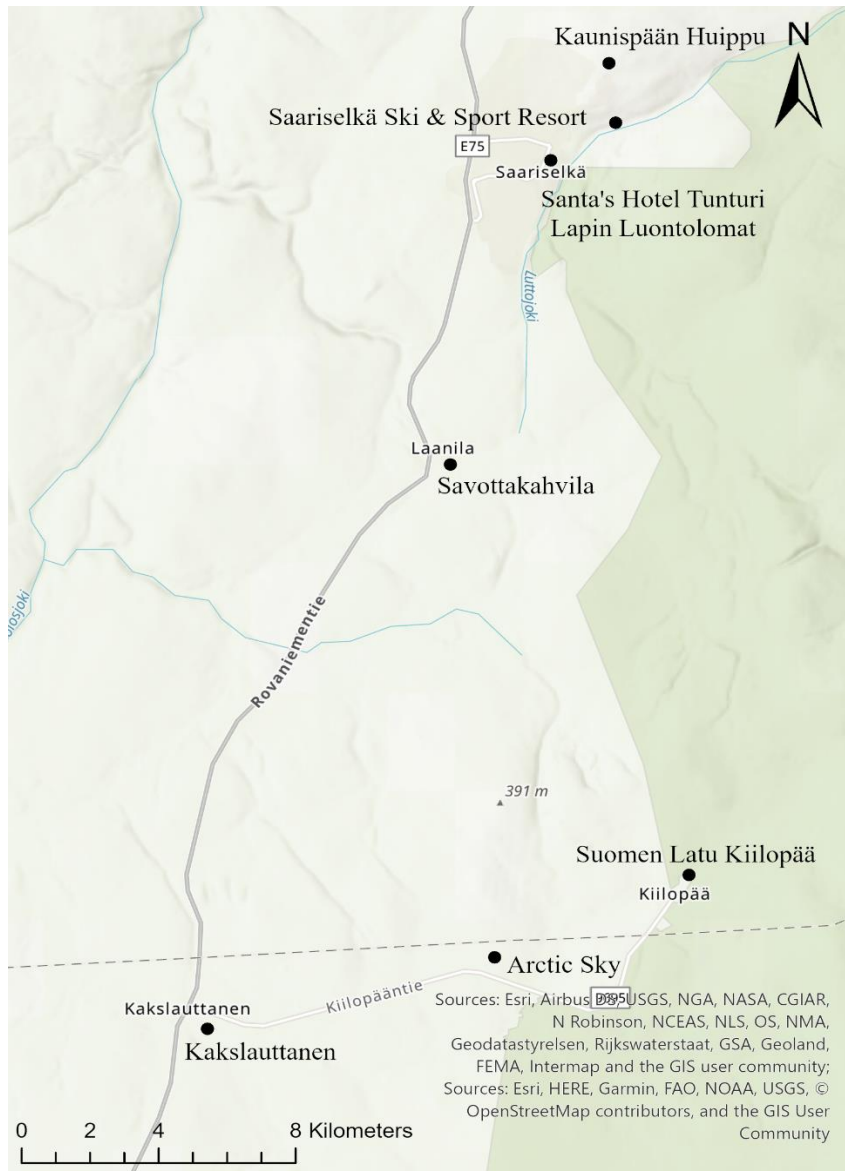 Kaunispään Huippu
N
Saariselkä Ski & Sport Resort
E75
Saariselkä
Santa's Hotel Tunturi
Lapin Luontolomat
Luttojoki
Laanila
Savottakahvila
Rovaniementie
391 m
Suomen Latu Kiilopää
Kiilopää
Arctic Sky
Kiilopääntie
Kakslauttanen
Kakslauttanen
Sources: Esri, Airbus DS, USGS, NGA, NASA, CGIAR,
N Robinson, NCEAS, NLS, OS, NMA,
Geodatastyrelsen, Rijkswaterstaat, GSA, Geoland,
FEMA, Intermap and the GIS user community;
Sources: Esri, HERE, Garmin, FAO, NOAA, USGS, ©
OpenStreetMap contributors, and the GIS User
Community
0 2 4 8 Kilometers